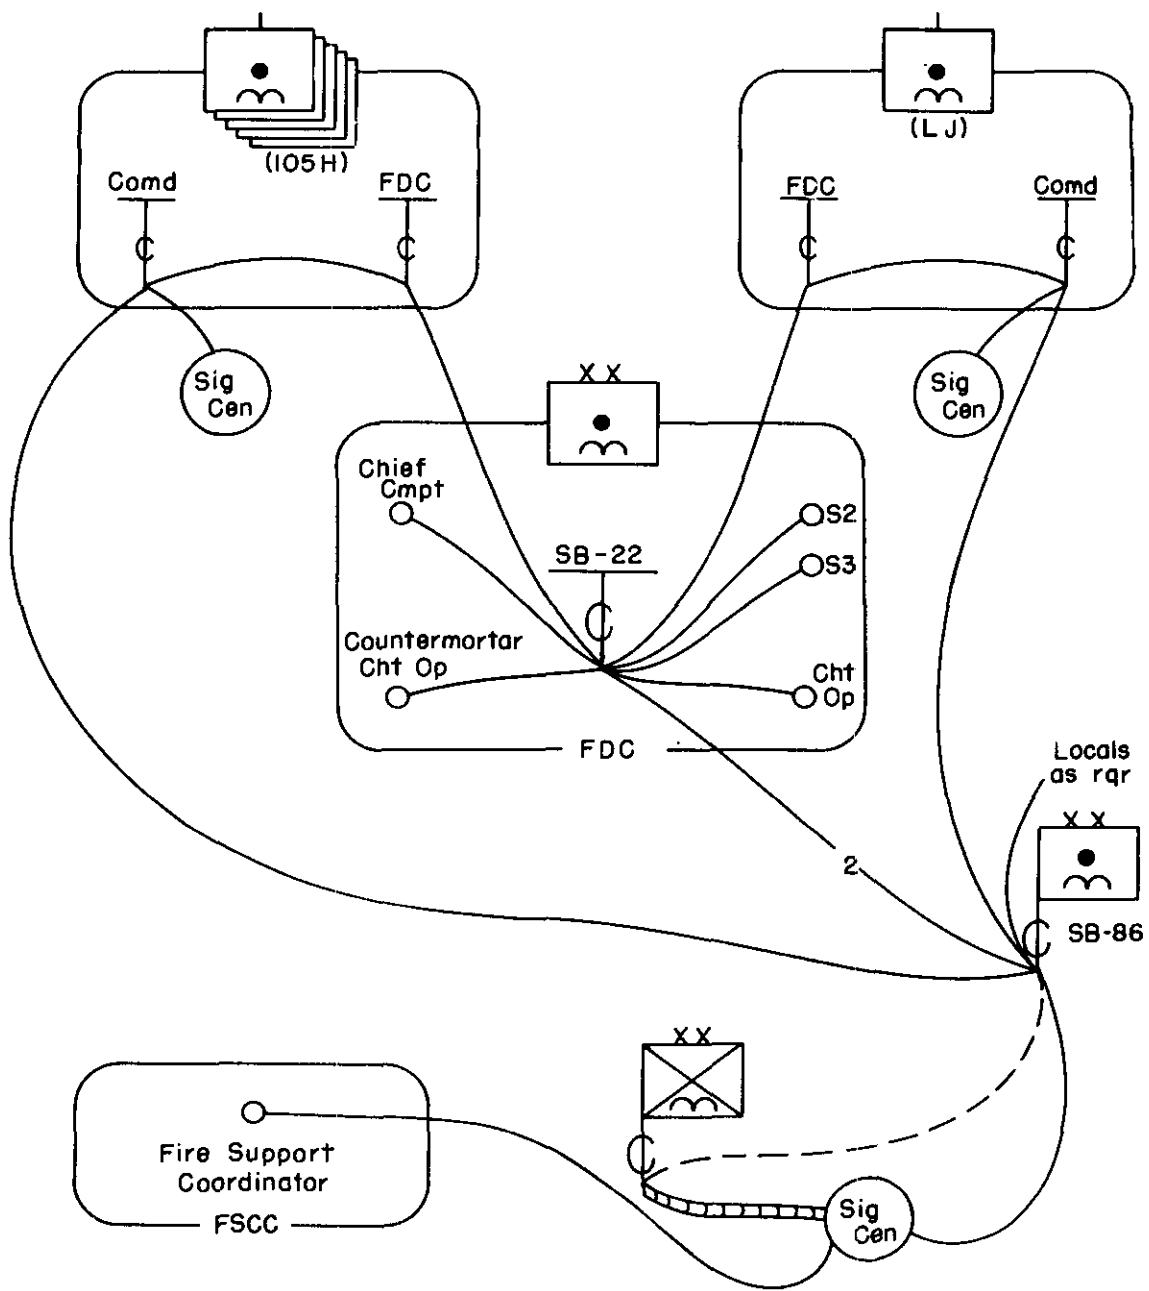 (105H)
(LJ)
Comd
FDC
FDC
Comd
Sig
Cen
Sig
Cen
XX
Chief
Cmpt
S2
SB-22
S3
Countermortar
Cht Op
Cht
Op
FDC
Locals
as rqr
XX
2
SB-86
XX
Fire Support
Coordinator
FSCC
Sig
Cen